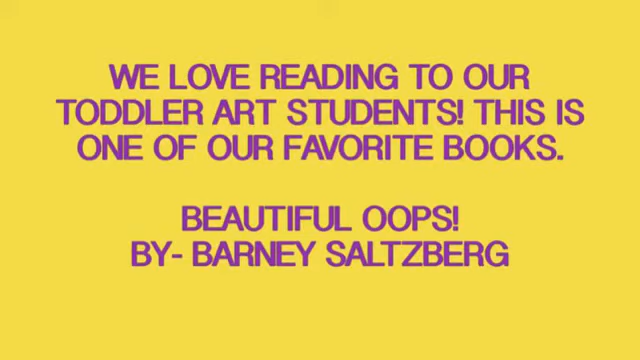 WE LOVE READING TO OUR
TODDLER ART STUDENTS! THIS IS
ONE OF OUR FAVORITE BOOKS.
BEAUTIFUL OOPS!
BY- BARNEY SALTZBERG